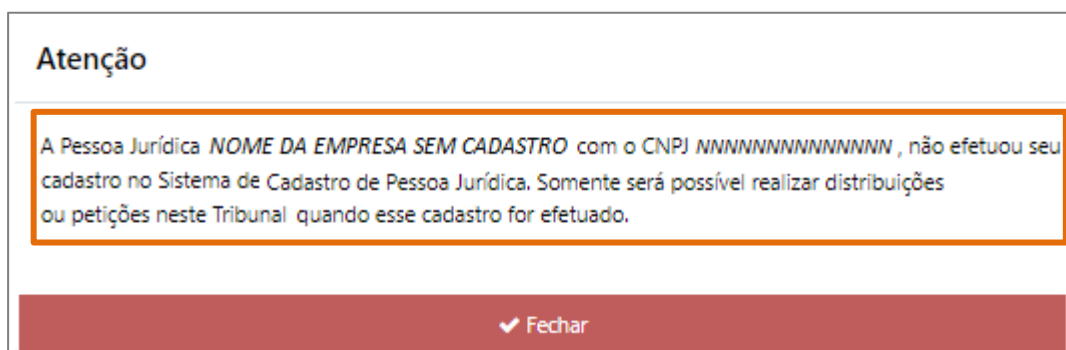 Atenção
A Pessoa Jurídica NOME DA EMPRESA SEM CADASTRO com o CNPJ NNNNNNNNNNNNNN , não efetuou seu
cadastro no Sistema de Cadastro de Pessoa Jurídica. Somente será possível realizar distribuições
ou petições neste Tribunal quando esse cadastro for efetuado.
✔ Fechar